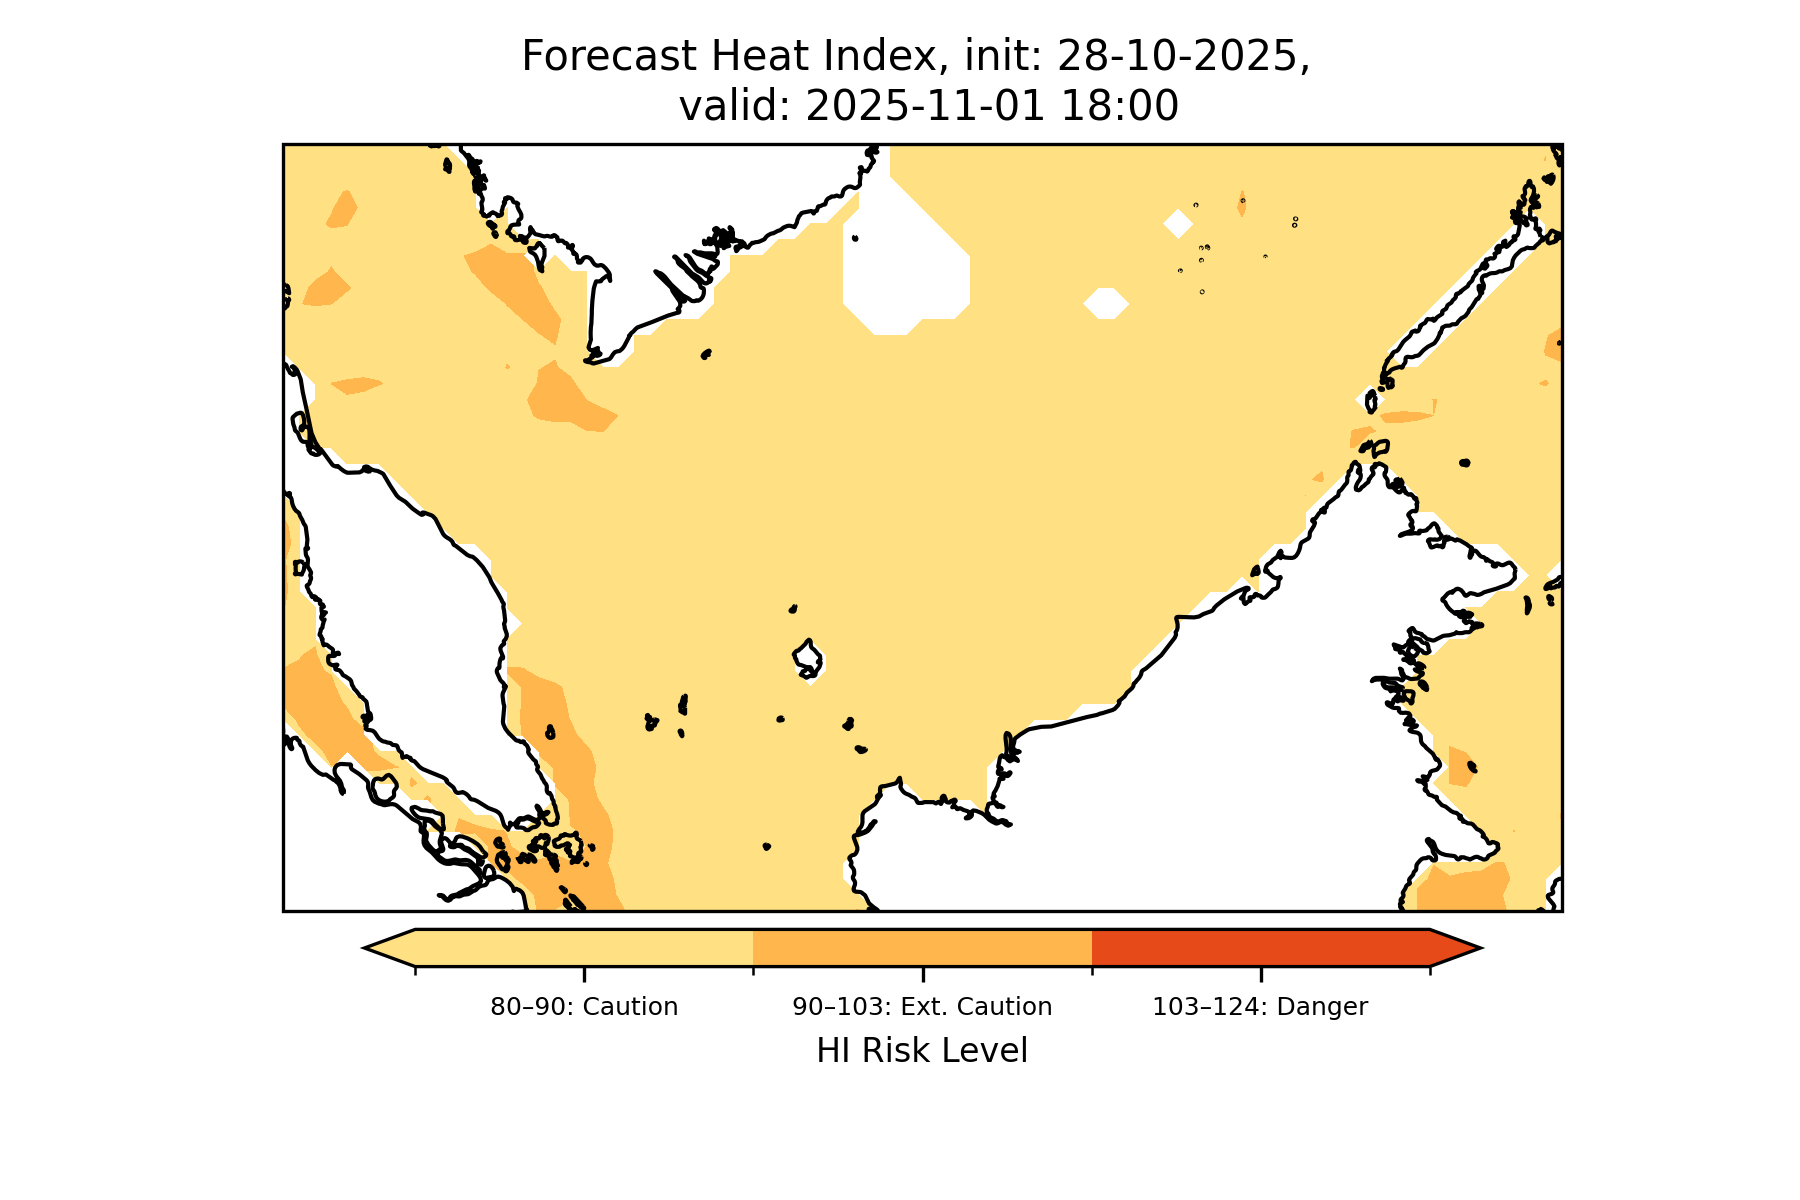 Forecast Heat Index, init: 28-10-2025,
valid: 2025-11-01 18:00
80–90: Caution
90–103: Ext. Caution
103–124: Danger
HI Risk Level